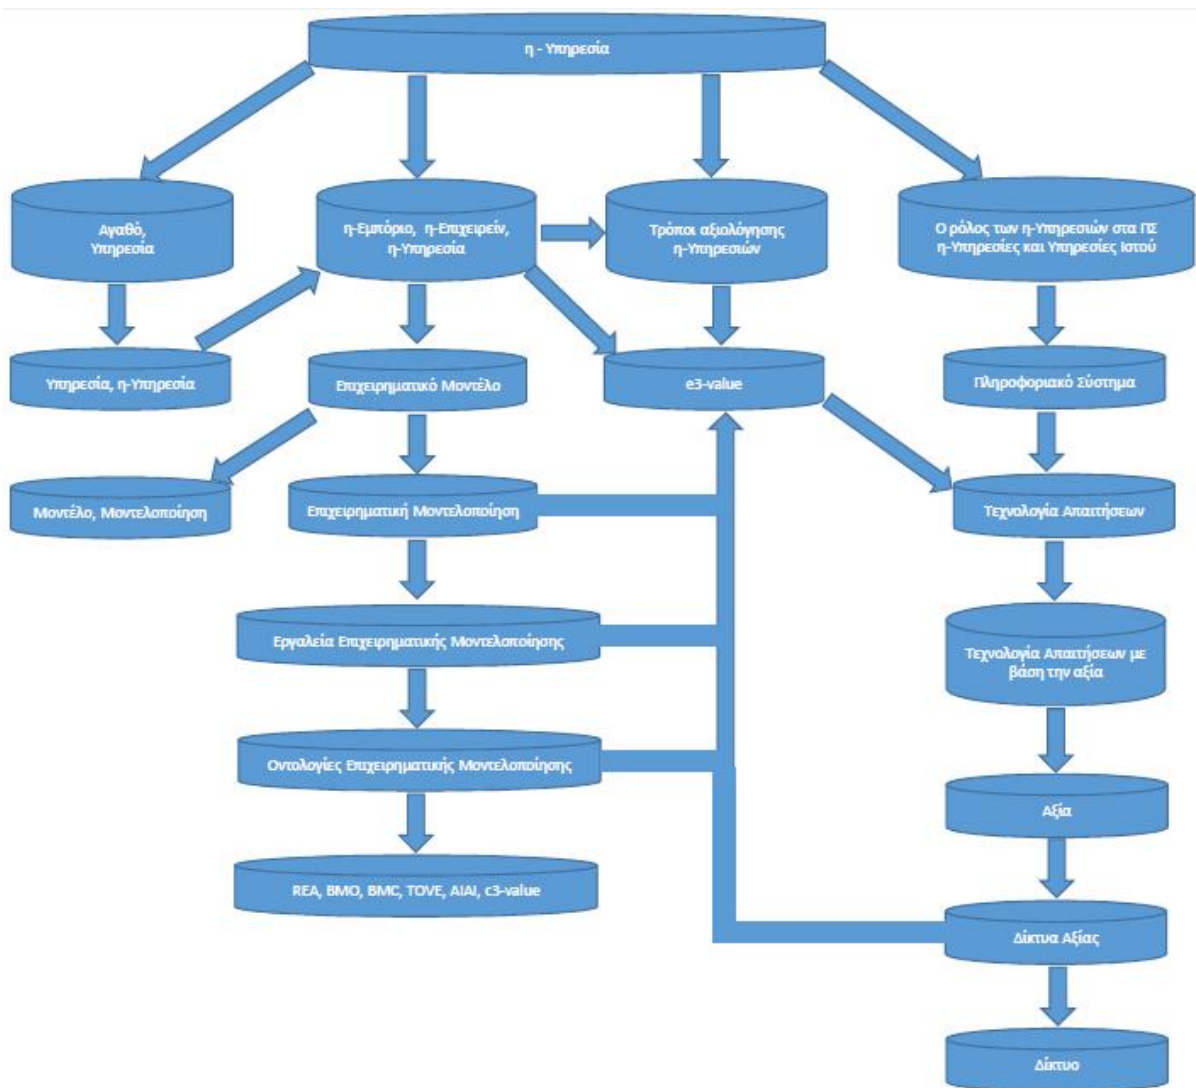 η - Υπηρεσία
Αγαθό,
Υπηρεσία
η-Εμπόριο, η-Επιχειρείν,
η-Υπηρεσία
Τρόποι αξιολόγησης
η-Υπηρεσιών
Ο ρόλος των η-Υπηρεσιών στα ΠΣ
η-Υπηρεσίες και Υπηρεσίες Ιστού
Υπηρεσία, η-Υπηρεσία
Επιχειρηματικό Μοντέλο
e3-value
Πληροφοριακό Σύστημα
Μοντέλο, Μοντελοποίηση
Επιχειρηματική Μοντελοποίηση
Τεχνολογία Απαιτήσεων
Εργαλεία Επιχειρηματικής Μοντελοποίησης
Τεχνολογία Απαιτήσεων με
βάση την αξία
Οντολογίες Επιχειρηματικής Μοντελοποίησης
Αξία
REA, BMO, BMC, TOVE, AIAI, c3-value
Δίκτυα Αξίας
Δίκτυο